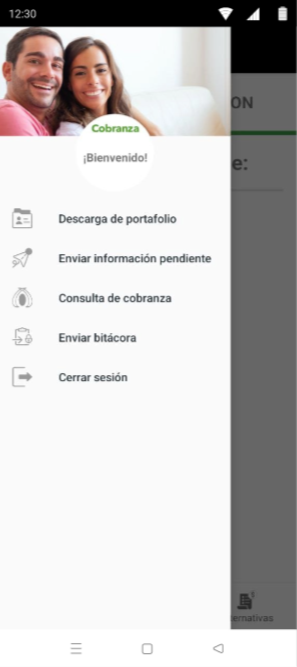 12:30
ON
Cobranza
¡Bienvenido!
e:
Descarga de portafolio
Enviar información pendiente
Consulta de cobranza
Enviar bitácora
Cerrar sesión
1
ernativas